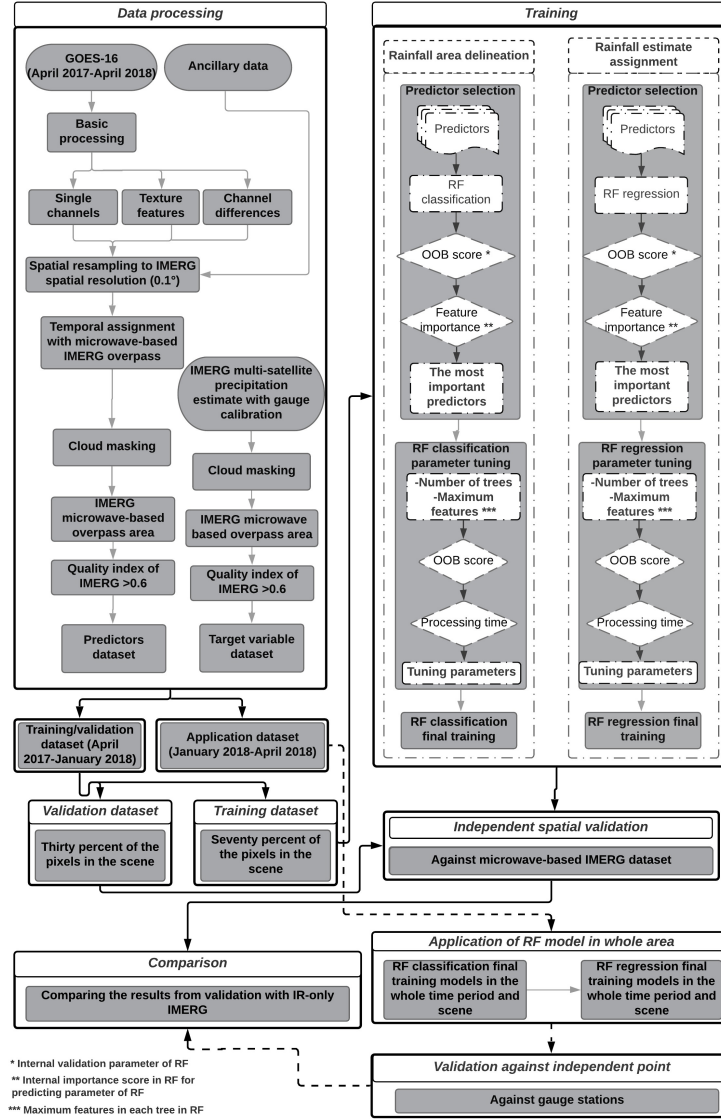 Data processing
GOES-16
(April 2017-April 2018)
Ancillary data
Basic
processing
Single
channels
Texture
features
Channel
differences
Spatial resampling to IMERG
spatial resolution (0.1°)
Temporal assignment
with microwave-based
IMERG overpass
IMERG multi-satellite
precipitation
estimate with gauge
calibration
Cloud masking
Cloud masking
IMERG
microwave-based
overpass area
IMERG microwave
based overpass area
Quality index of
IMERG >0.6
Quality index of
IMERG >0.6
Predictors
dataset
Target variable
dataset
Training
Rainfall area delineation
Predictor selection
Predictors
RF
classification
OOB score *
Feature
importance **
The most
important
predictors
RF classification
parameter tuning
-Number of trees
-Maximum
features ***
OOB score
Processing time
Tuning parameters
RF classification
final training
Rainfall estimate
assignment
Predictor selection
Predictors
RF regression
OOB score *
Feature
importance **
The most
important
predictors
RF regression
parameter tuning
-Number of trees
-Maximum
features ***
OOB score
Processing time
Tuning parameters
RF regression final
training
Training/validation
dataset (April
2017-January 2018)
Application dataset
(January 2018-April 2018)
Validation dataset
Thirty percent of the
pixels in the scene
Training dataset
Seventy percent of
the pixels in the
scene
Independent spatial validation
Against microwave-based IMERG dataset
Comparison
Comparing the results from validation with IR-only
IMERG
Application of RF model in whole area
RF classification final
training models in the
whole time period and
scene
RF regression final
training models in the
whole time period and
scene
Validation against independent point
Against gauge stations
* Internal validation parameter of RF
** Internal importance score in RF for
predicting parameter of RF
*** Maximum features in each tree in RF